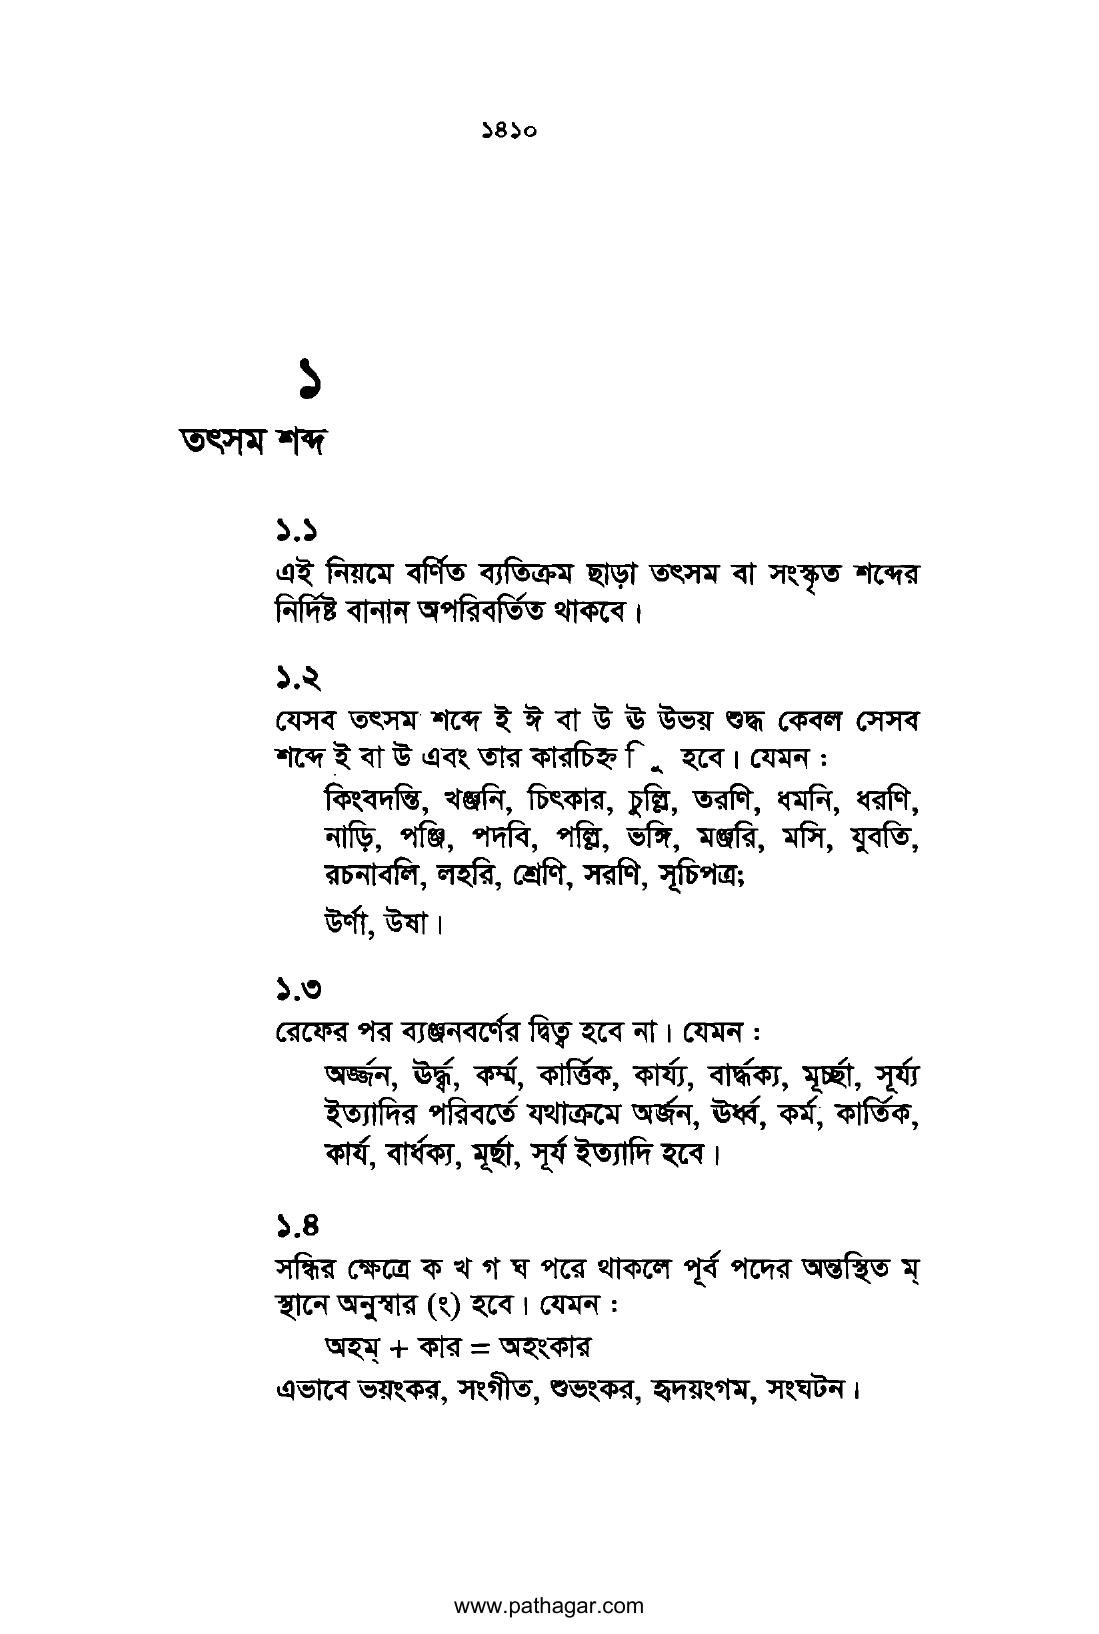 ১৪১০
১
তৎসম শব্দ
১.১
এই নিয়মে বর্ণিত ব্যতিক্রম ছাড়া তৎসম বা সংস্কৃত শব্দের
নির্দিষ্ট বানান অপরিবর্তিত থাকবে।
১.২
যেসব তৎসম শব্দে ই ঈ বা উ ঊ উভয় শুদ্ধ কেবল সেসব
শব্দে ই বা উ এবং তার কারচিহ্ন ি ু হবে। যেমন :
কিংবদন্তি, খঞ্জনি, চিৎকার, চুল্লি, তরণি, ধমনি, ধরণি,
নাড়ি, পঞ্জি, পদবি, পল্লি, ভঙ্গি, মঞ্জরি, মসি, যুবতি,
রচনাবলি, লহরি, শ্রেণি, সরণি, সূচিপত্র;
উর্ণা, উষা।
১.৩
রেফের পর ব্যঞ্জনবর্ণের দ্বিত্ব হবে না। যেমন :
অর্জ্জন, ঊর্দ্ধ্ব, কর্ম্ম, কার্ত্তিক, কার্য্য, বার্দ্ধক্য, মূর্চ্ছা, সূর্য্য
ইত্যাদির পরিবর্তে যথাক্রমে অর্জন, ঊর্ধ্ব, কর্ম, কার্তিক,
কার্য, বার্ধক্য, মূর্ছা, সূর্য ইত্যাদি হবে।
১.৪
সন্ধির ক্ষেত্রে ক খ গ ঘ পরে থাকলে পূর্ব পদের অন্তস্থিত ম্
স্থানে অনুস্বার (ং) হবে। যেমন :
অহম্ + কার = অহংকার
এভাবে ভয়ংকর, সংগীত, শুভংকর, হৃদয়ংগম, সংঘটন।
www.pathagar.com